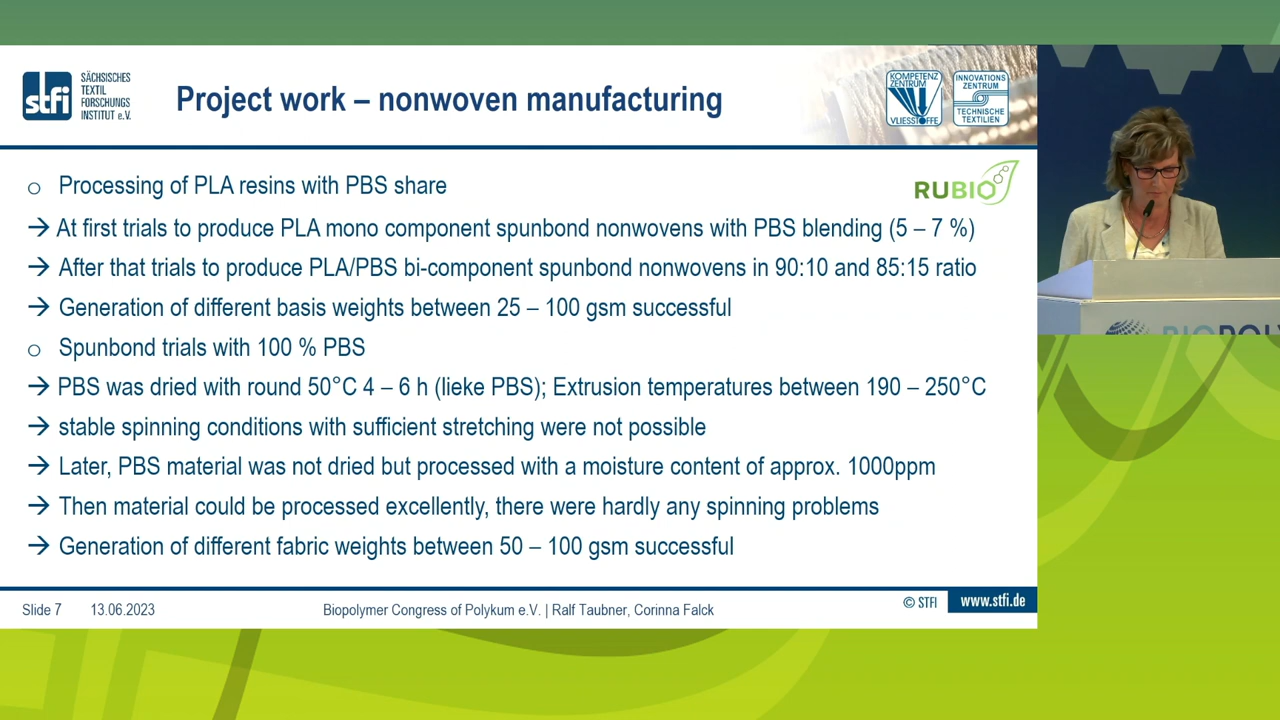 stfi
SÄCHSISCHES
TEXTIL
FORSCHUNGS
INSTITUT e.V.
Project work – nonwoven manufacturing
KOMPETENZ
ZENTRUM
VLIESSTOFFE
INNOVATIONS
ZENTRUM
TECHNISCHE
TEXTILIEN
RUBIO
o Processing of PLA resins with PBS share
→ At first trials to produce PLA mono component spunbond nonwovens with PBS blending (5 – 7 %)
→ After that trials to produce PLA/PBS bi-component spunbond nonwovens in 90:10 and 85:15 ratio
→ Generation of different basis weights between 25 – 100 gsm successful
o Spunbond trials with 100 % PBS
→ PBS was dried with round 50°C 4 – 6 h (lieke PBS); Extrusion temperatures between 190 – 250°C
→ stable spinning conditions with sufficient stretching were not possible
→ Later, PBS material was not dried but processed with a moisture content of approx. 1000ppm
→ Then material could be processed excellently, there were hardly any spinning problems
→ Generation of different fabric weights between 50 – 100 gsm successful
Slide 7 13.06.2023 Biopolymer Congress of Polykum e.V. | Ralf Taubner, Corinna Falck © STFI www.stfi.de